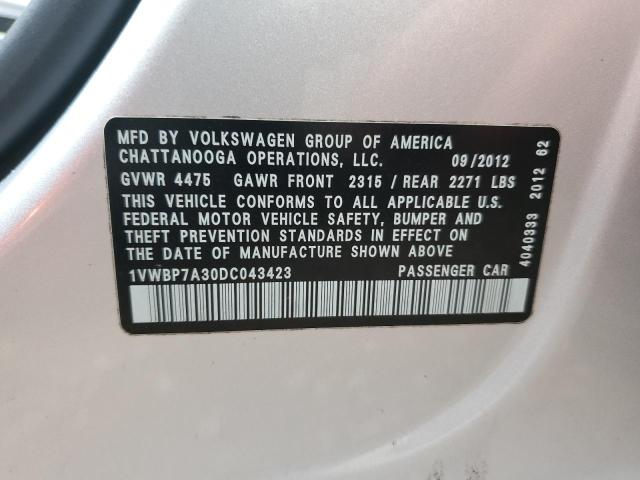 MFD BY VOLKSWAGEN GROUP OF AMERICA
CHATTANOOGA OPERATIONS, LLC. 09/2012
GVWR 4475 GAWR FRONT 2315 / REAR 2271 LBS
THIS VEHICLE CONFORMS TO ALL APPLICABLE U.S.
FEDERAL MOTOR VEHICLE SAFETY, BUMPER AND
THEFT PREVENTION STANDARDS IN EFFECT ON
THE DATE OF MANUFACTURE SHOWN ABOVE
1VWBP7A30DC043423 PASSENGER CAR
4040333 2012 62